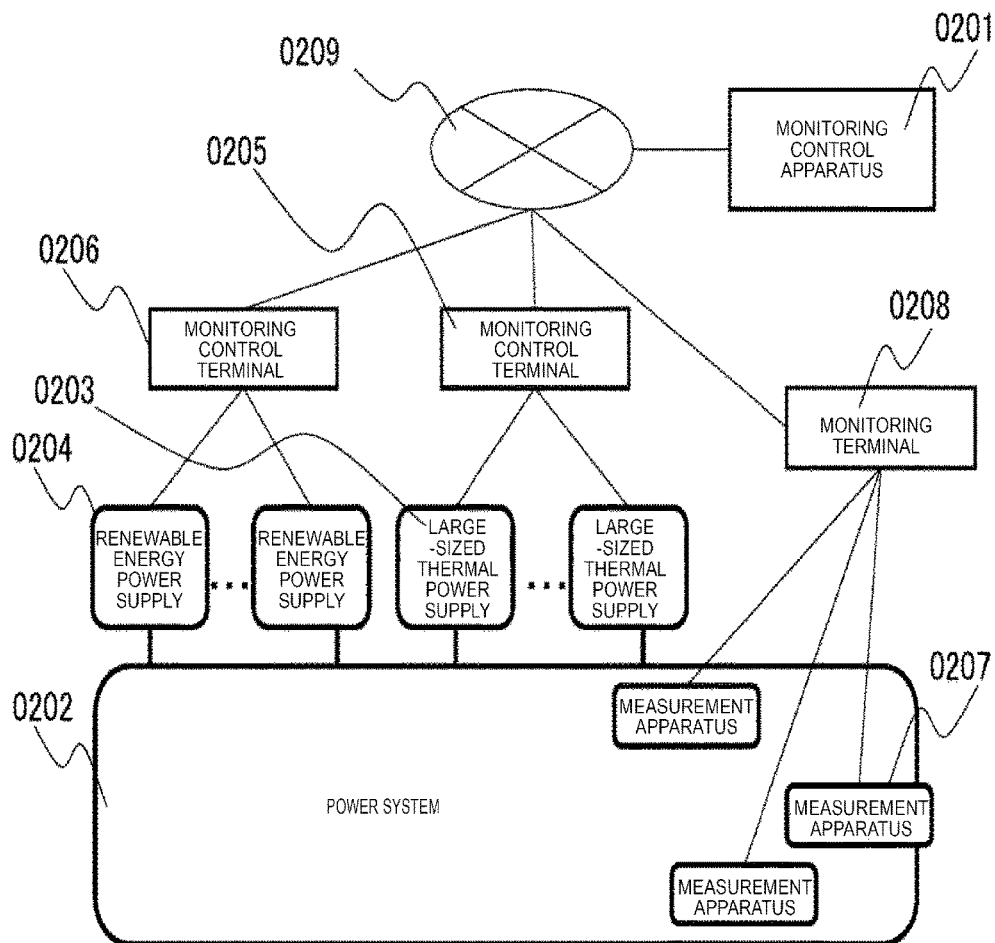 0201
0209
MONITORING
CONTROL
APPARATUS
0205
0206
MONITORING
CONTROL
TERMINAL
MONITORING
CONTROL
TERMINAL
0208
0203
MONITORING
TERMINAL
0204
RENEWABLE
ENERGY
POWER
SUPPLY
RENEWABLE
ENERGY
POWER
SUPPLY
LARGE
-SIZED
THERMAL
POWER
SUPPLY
LARGE
-SIZED
THERMAL
POWER
SUPPLY
0207
0202
MEASUREMENT
APPARATUS
POWER SYSTEM
MEASUREMENT
APPARATUS
MEASUREMENT
APPARATUS